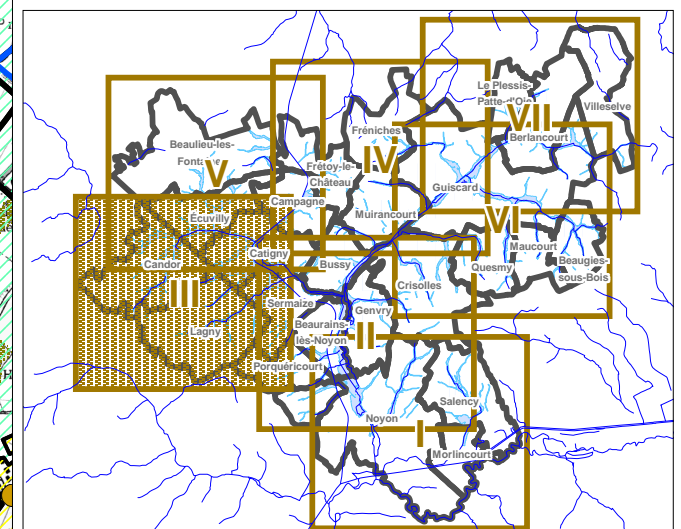 Le Plessis-
Patte-d'Oie
Villeselve
VII
Berlancourt
Fréniches
Beaulieu-les-
Fontaine
V
IV
Frétoy-le-
Château
Guiscard
Campagne
Muirancourt
Écuvilly
VI
Maucourt
Catigny
Candor
Bussy
Quesmy
Beaugies-
sous-Bois
Crisolles
III
Sermaize
Genvry
Lagny
Beaurains-
lès-Noyon
II
Porquéricourt
Salency
Noyon
I
Morlincourt